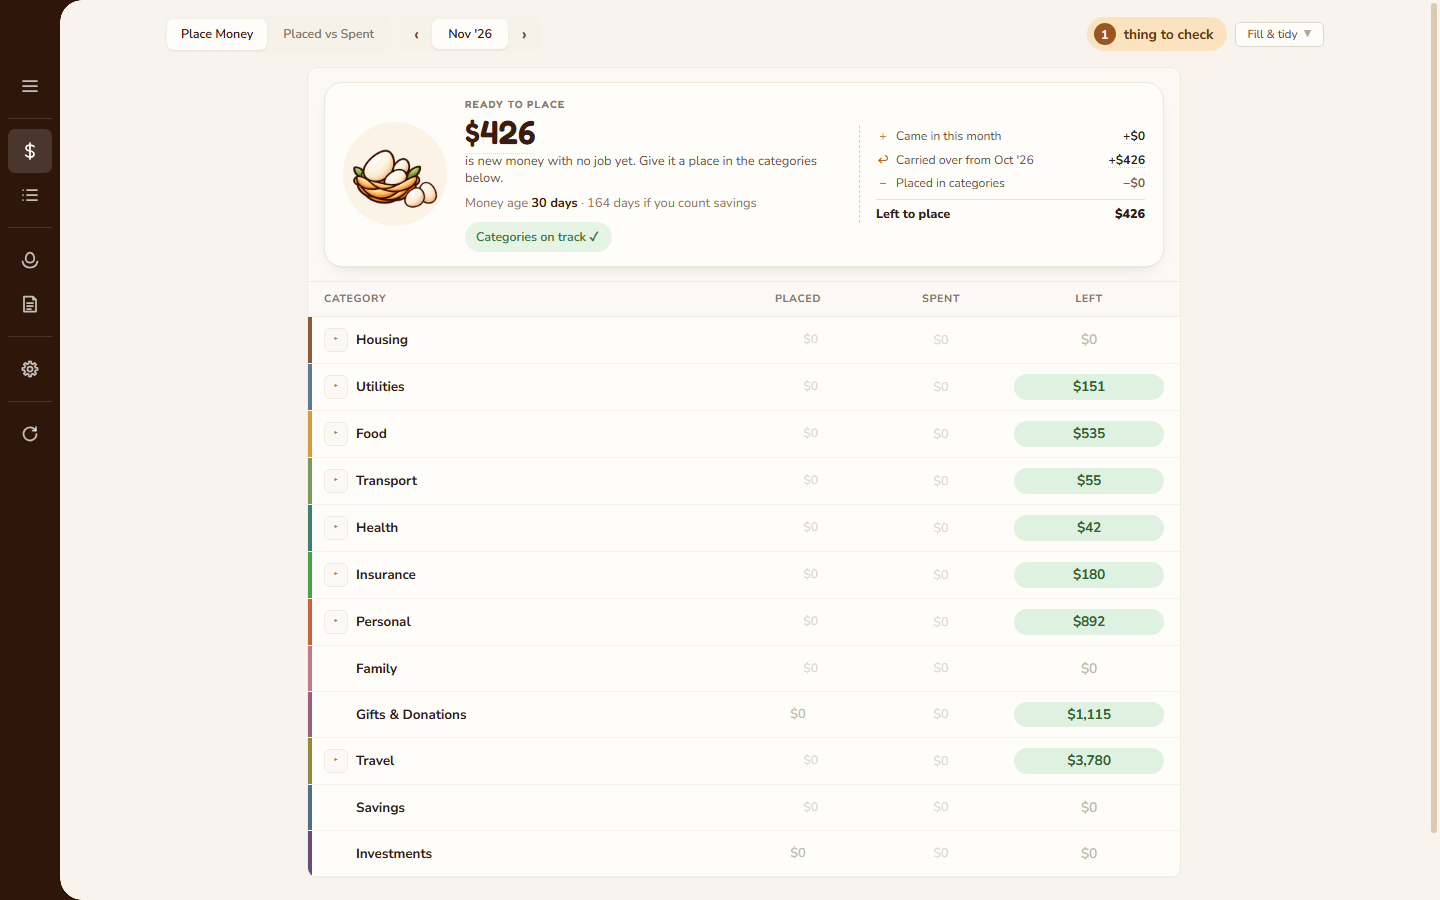 Place Money Placed vs Spent ‹ Nov '26 › 1 thing to check Fill & tidy ▼
READY TO PLACE
$426
is new money with no job yet. Give it a place in the categories
below.
Money age 30 days · 164 days if you count savings
Categories on track ✓
+ Came in this month +$0
↩ Carried over from Oct '26 +$426
− Placed in categories −$0
Left to place $426
CATEGORY PLACED SPENT LEFT
Housing $0 $0 $0
Utilities $0 $0 $151
Food $0 $0 $535
Transport $0 $0 $55
Health $0 $0 $42
Insurance $0 $0 $180
Personal $0 $0 $892
Family $0 $0 $0
Gifts & Donations $0 $0 $1,115
Travel $0 $0 $3,780
Savings $0 $0 $0
Investments $0 $0 $0